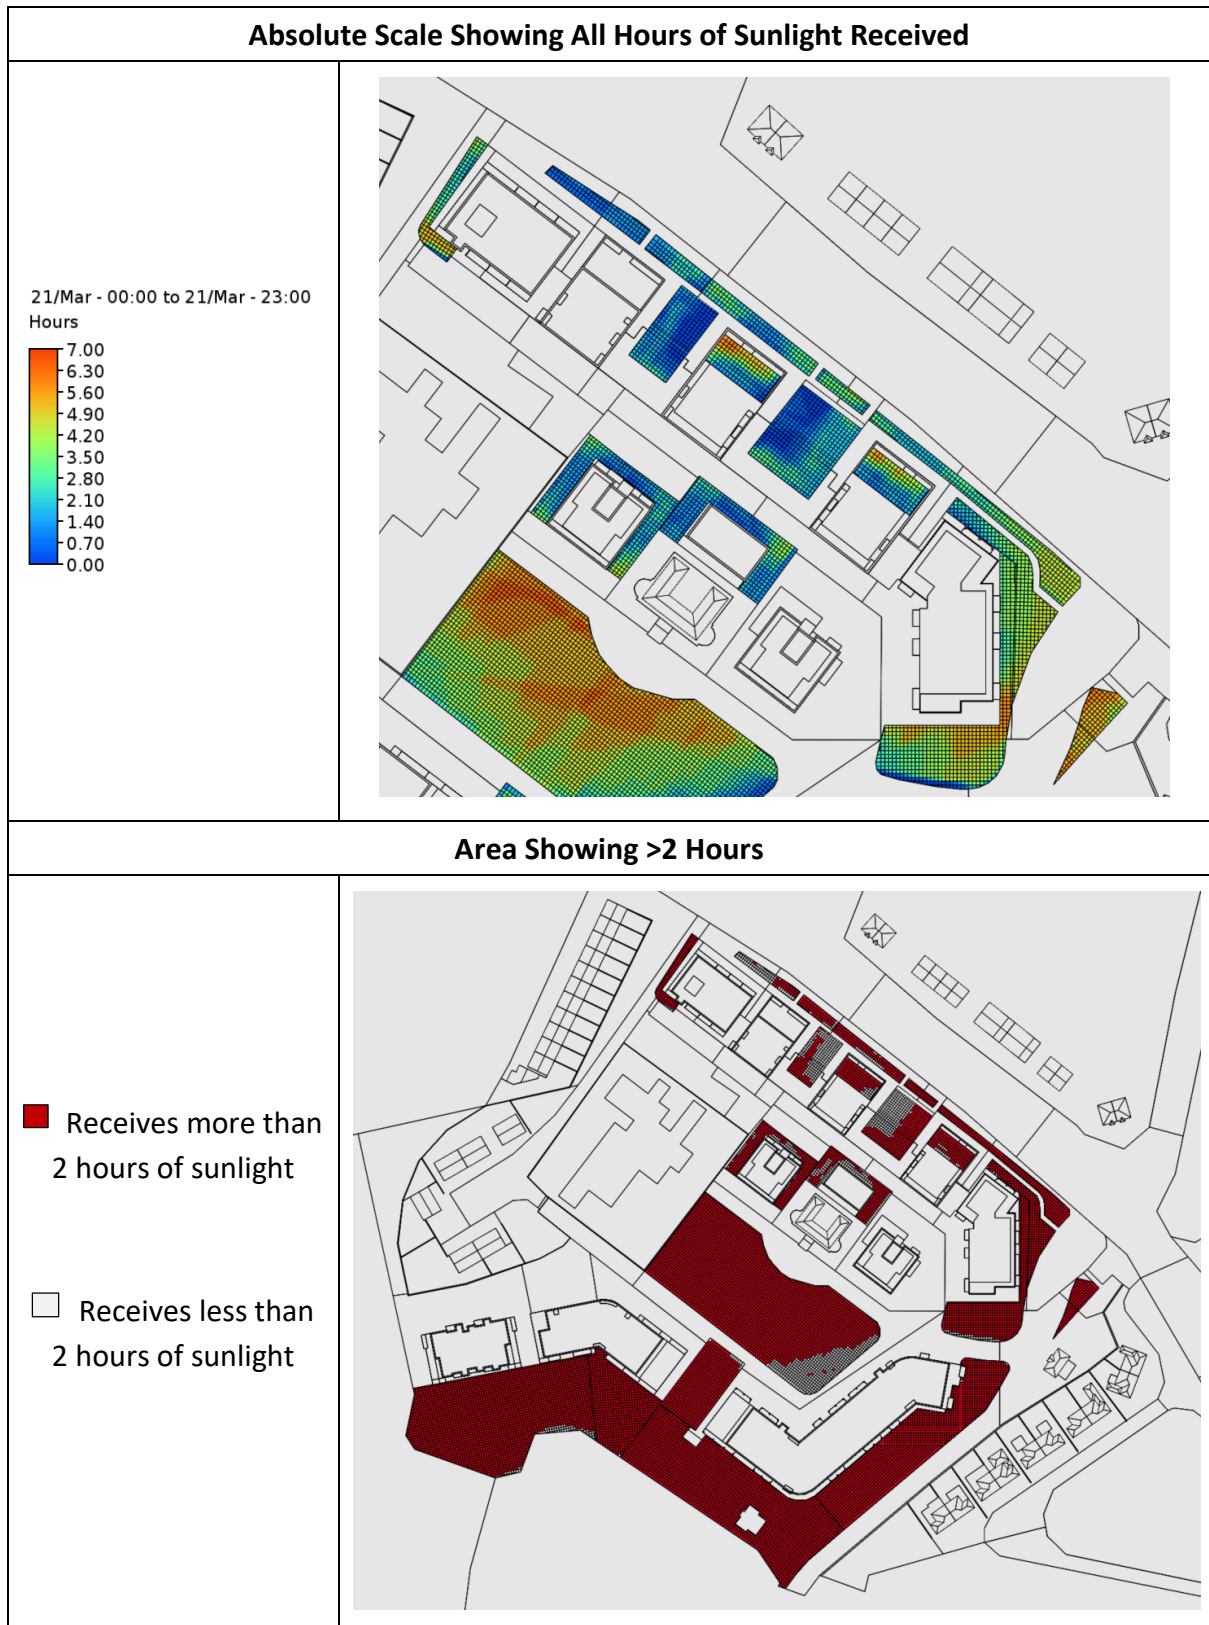 Absolute Scale Showing All Hours of Sunlight Received
21/Mar - 00:00 to 21/Mar - 23:00
Hours
7.00
6.30
5.60
4.90
4.20
3.50
2.80
2.10
1.40
0.70
0.00
Area Showing >2 Hours
Receives more than
2 hours of sunlight
Receives less than
2 hours of sunlight